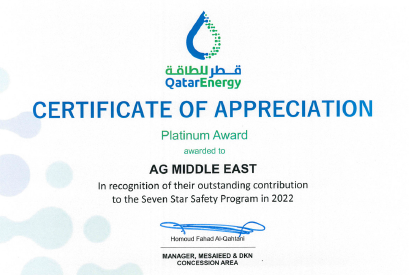 قطر للطاقة
QatarEnergy
CERTIFICATE OF APPRECIATION
Platinum Award
awarded to
AG MIDDLE EAST
In recognition of their outstanding contribution
to the Seven Star Safety Program in 2022
Homoud Fahad Al-Qahtani
MANAGER, MESAIEED & DKN
CONCESSION AREA